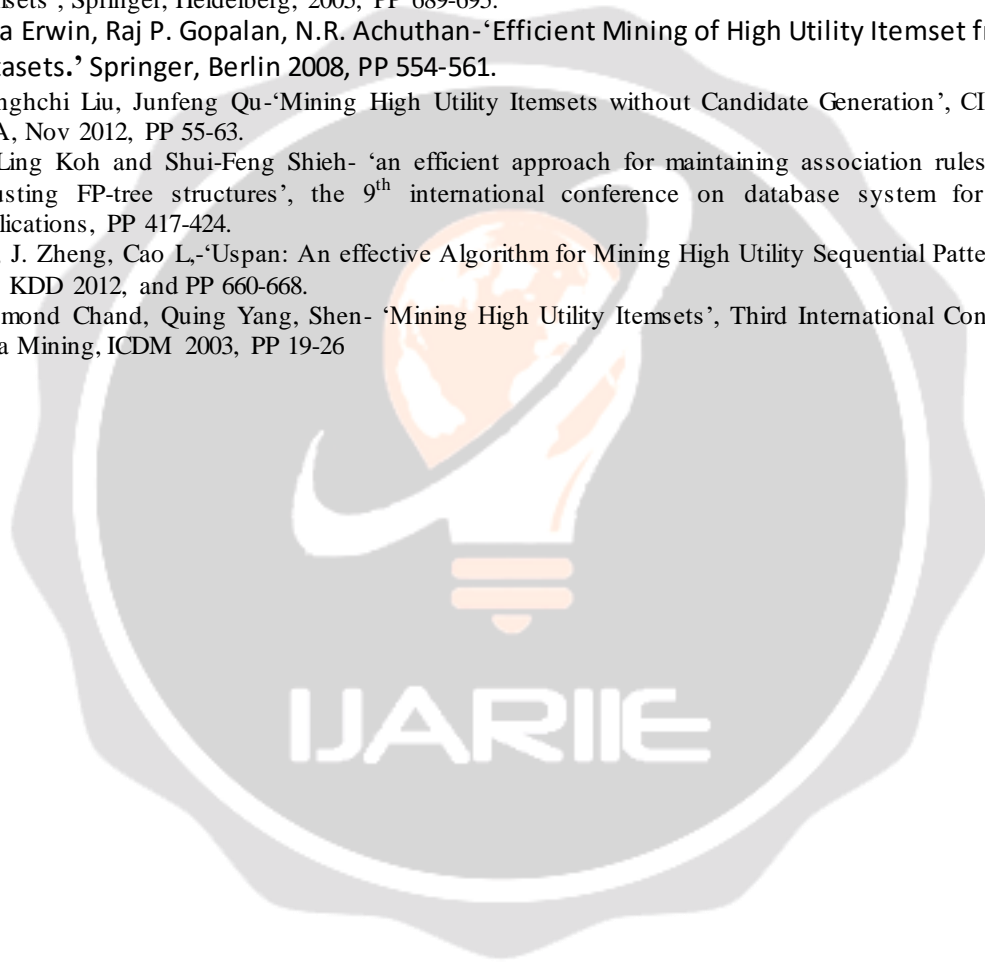 sets', Springer, Heidelberg, 2005, PP 689-695.
a Erwin, Raj P. Gopalan, N.R. Achuthan-‘Efficient Mining of High Utility Itemset fr
tasets.’ Springer, Berlin 2008, PP 554-561.
nghchi Liu, Junfeng Qu-‘Mining High Utility Itemsets without Candidate Generation’, CI
A, Nov 2012, PP 55-63.
Ling Koh and Shui-Feng Shieh- ‘an efficient approach for maintaining association rules
usting FP-tree structures’, the 9th international conference on database system for
lications, PP 417-424.
J. Zheng, Cao L,-‘Uspan: An effective Algorithm for Mining High Utility Sequential Patte
KDD 2012, and PP 660-668.
mond Chand, Quing Yang, Shen- ‘Mining High Utility Itemsets’, Third International Con
a Mining, ICDM 2003, PP 19-26
IJARIIE